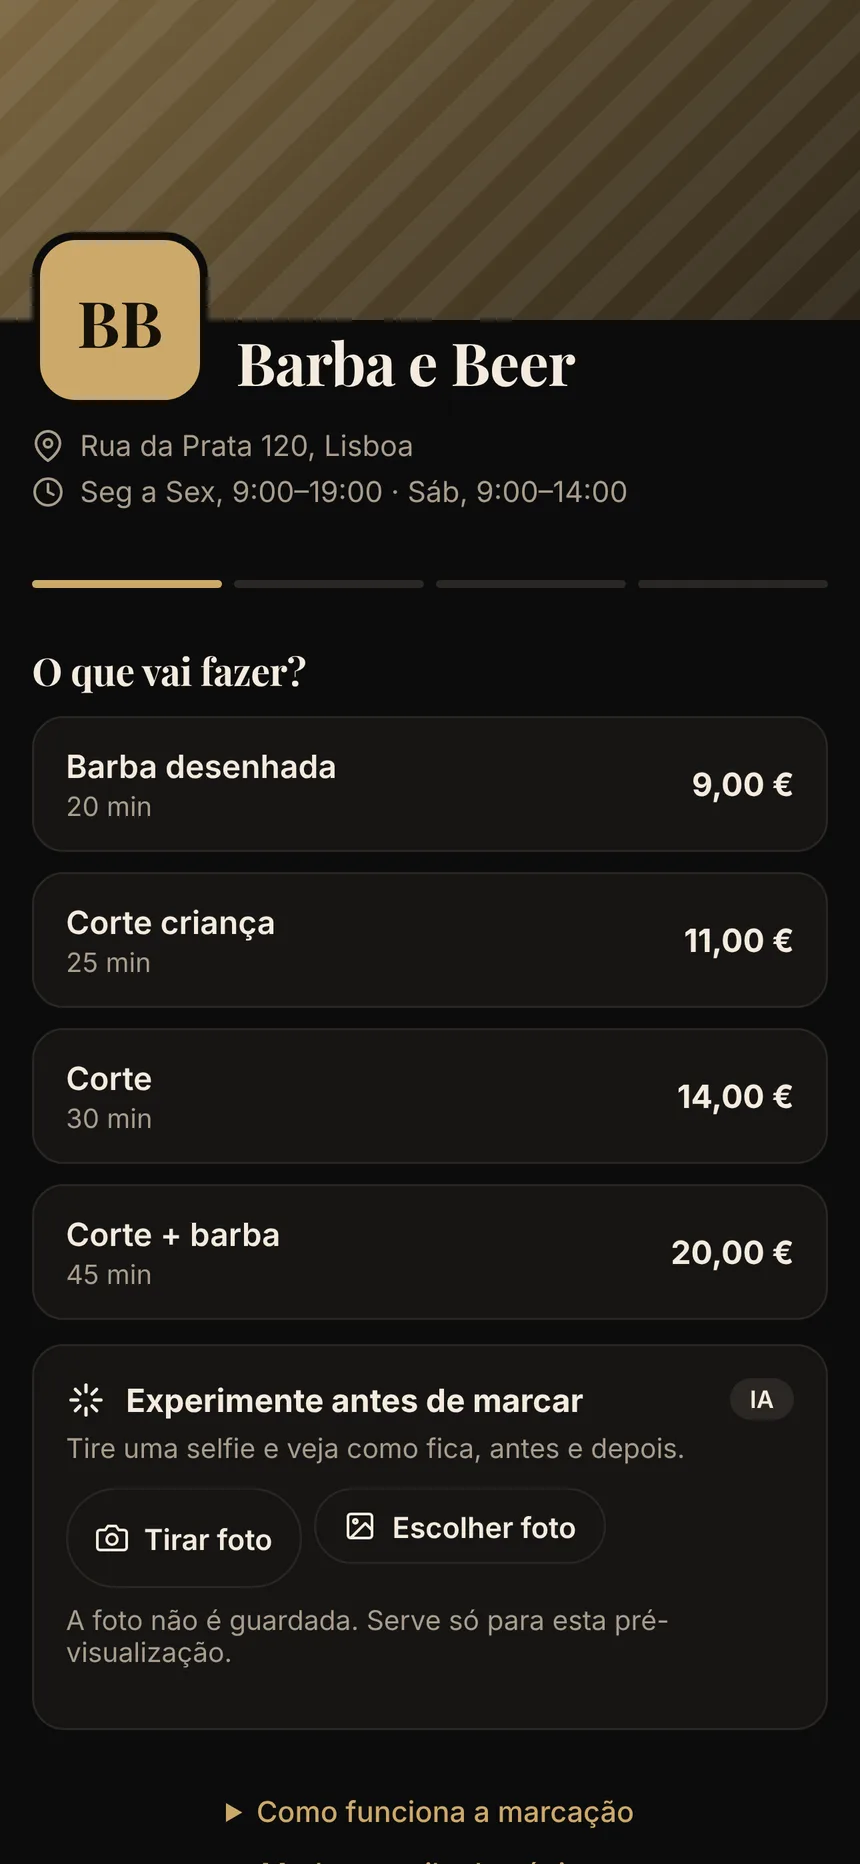 BB
Barba e Beer
Rua da Prata 120, Lisboa
Seg a Sex, 9:00–19:00 · Sáb, 9:00–14:00
O que vai fazer?
Barba desenhada
20 min
9,00 €
Corte criança
25 min
11,00 €
Corte
30 min
14,00 €
Corte + barba
45 min
20,00 €
Experimente antes de marcar
IA
Tire uma selfie e veja como fica, antes e depois.
Tirar foto
Escolher foto
A foto não é guardada. Serve só para esta pré-
visualização.
Como funciona a marcação